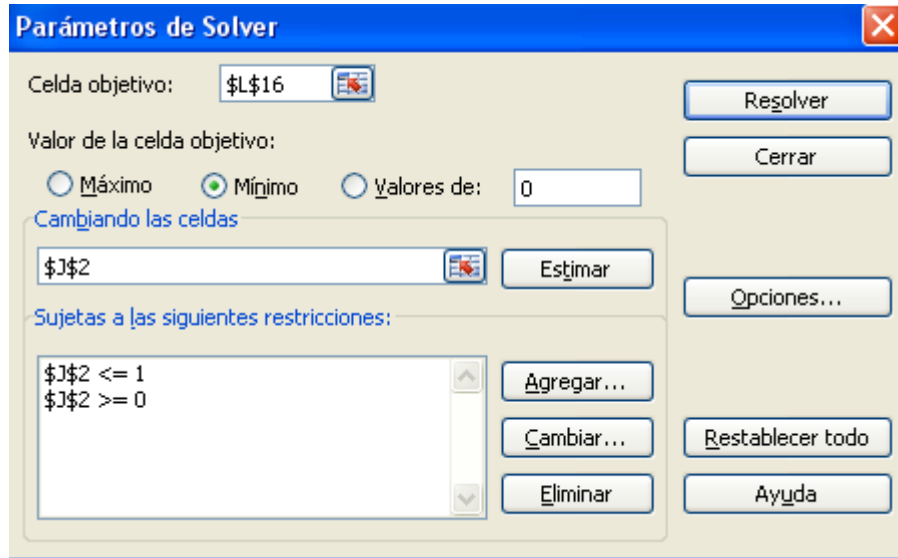 Parámetros de Solver
Celda objetivo: $L$16
Resolver
Valor de la celda objetivo:
Cerrar
Máximo Mínimo Valores de: 0
Cambiando las celdas
$J$2 Estimar
Opciones...
Sujetas a las siguientes restricciones:
$J$2 <= 1
$J$2 >= 0
Agregar...
Cambiar... Restablecer todo
Eliminar Ayuda